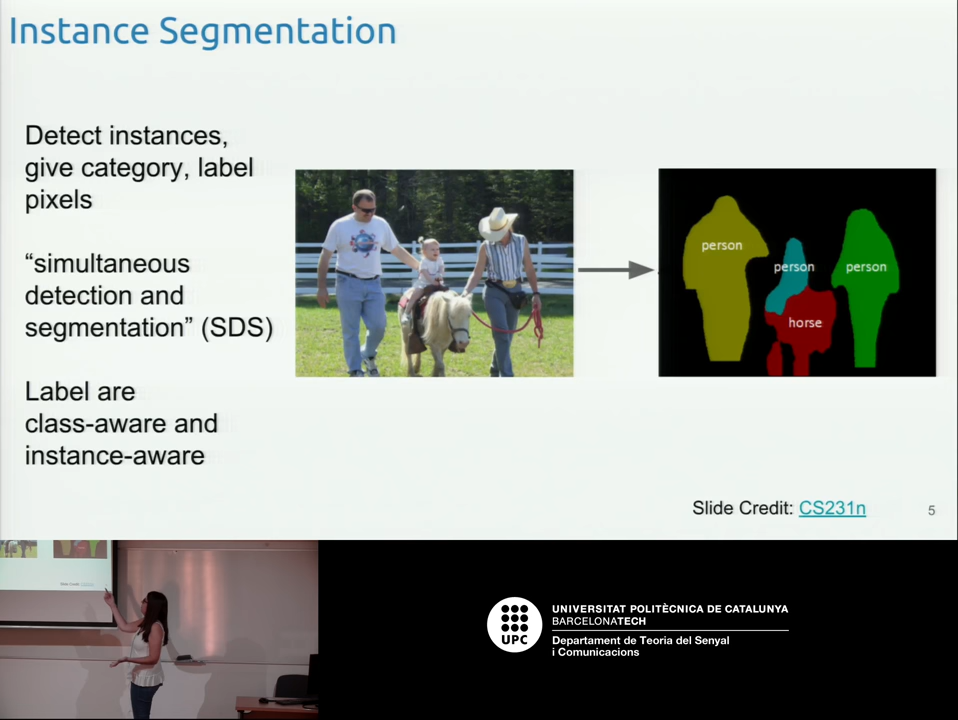 Instance Segmentation
Detect instances,
give category, label
pixels
“simultaneous
detection and
segmentation” (SDS)
Label are
class-aware and
instance-aware
person
person
person
horse
Slide Credit: CS231n
5
UNIVERSITAT POLITÈCNICA DE CATALUNYA
BARCELONATECH
UPC
Departament de Teoria del Senyal
i Comunicacions